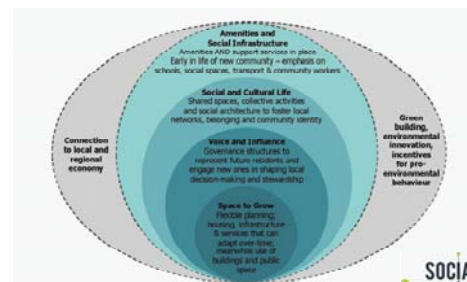 Amenities and
Social Infrastructure
Amenities AND support services in place
Early in life of new community – emphasis on
schools, social spaces, transport & community workers
Social and Cultural Life
Shared spaces, collective activities
and social architecture to foster local
networks, belonging and community identity
Voice and Influence
Governance structures to
represent future residents and
engage new ones in shaping local
decision-making and stewardship
Space to Grow
Flexible planning;
housing, infrastructure
& services that can
adapt over-time;
meanwhile use of
buildings and public
space
Connection
to local and
regional
economy
Green
building,
environmental
innovation,
incentives
for pro-
environmental
behaviour
SOCIA